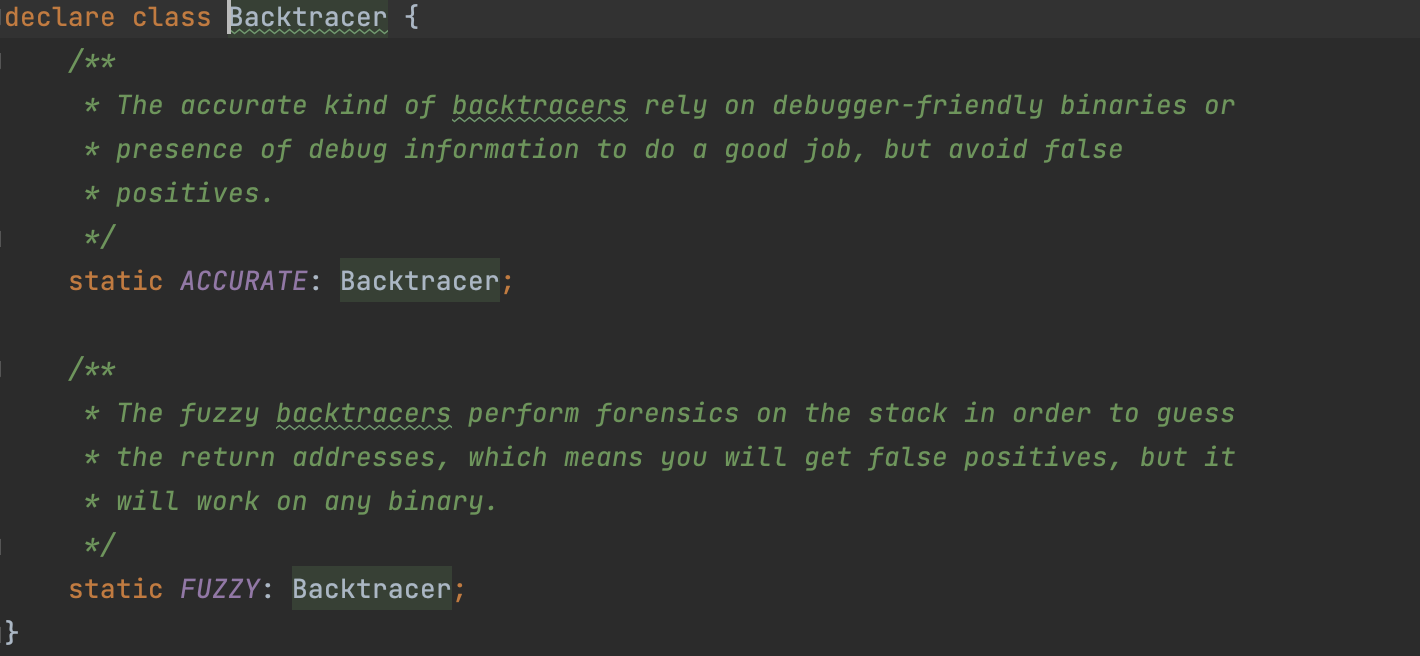 declare class Backtracer {
/**
* The accurate kind of backtracers rely on debugger-friendly binaries or
* presence of debug information to do a good job, but avoid false
* positives.
*/
static ACCURATE: Backtracer;
/**
* The fuzzy backtracers perform forensics on the stack in order to guess
* the return addresses, which means you will get false positives, but it
* will work on any binary.
*/
static FUZZY: Backtracer;
}